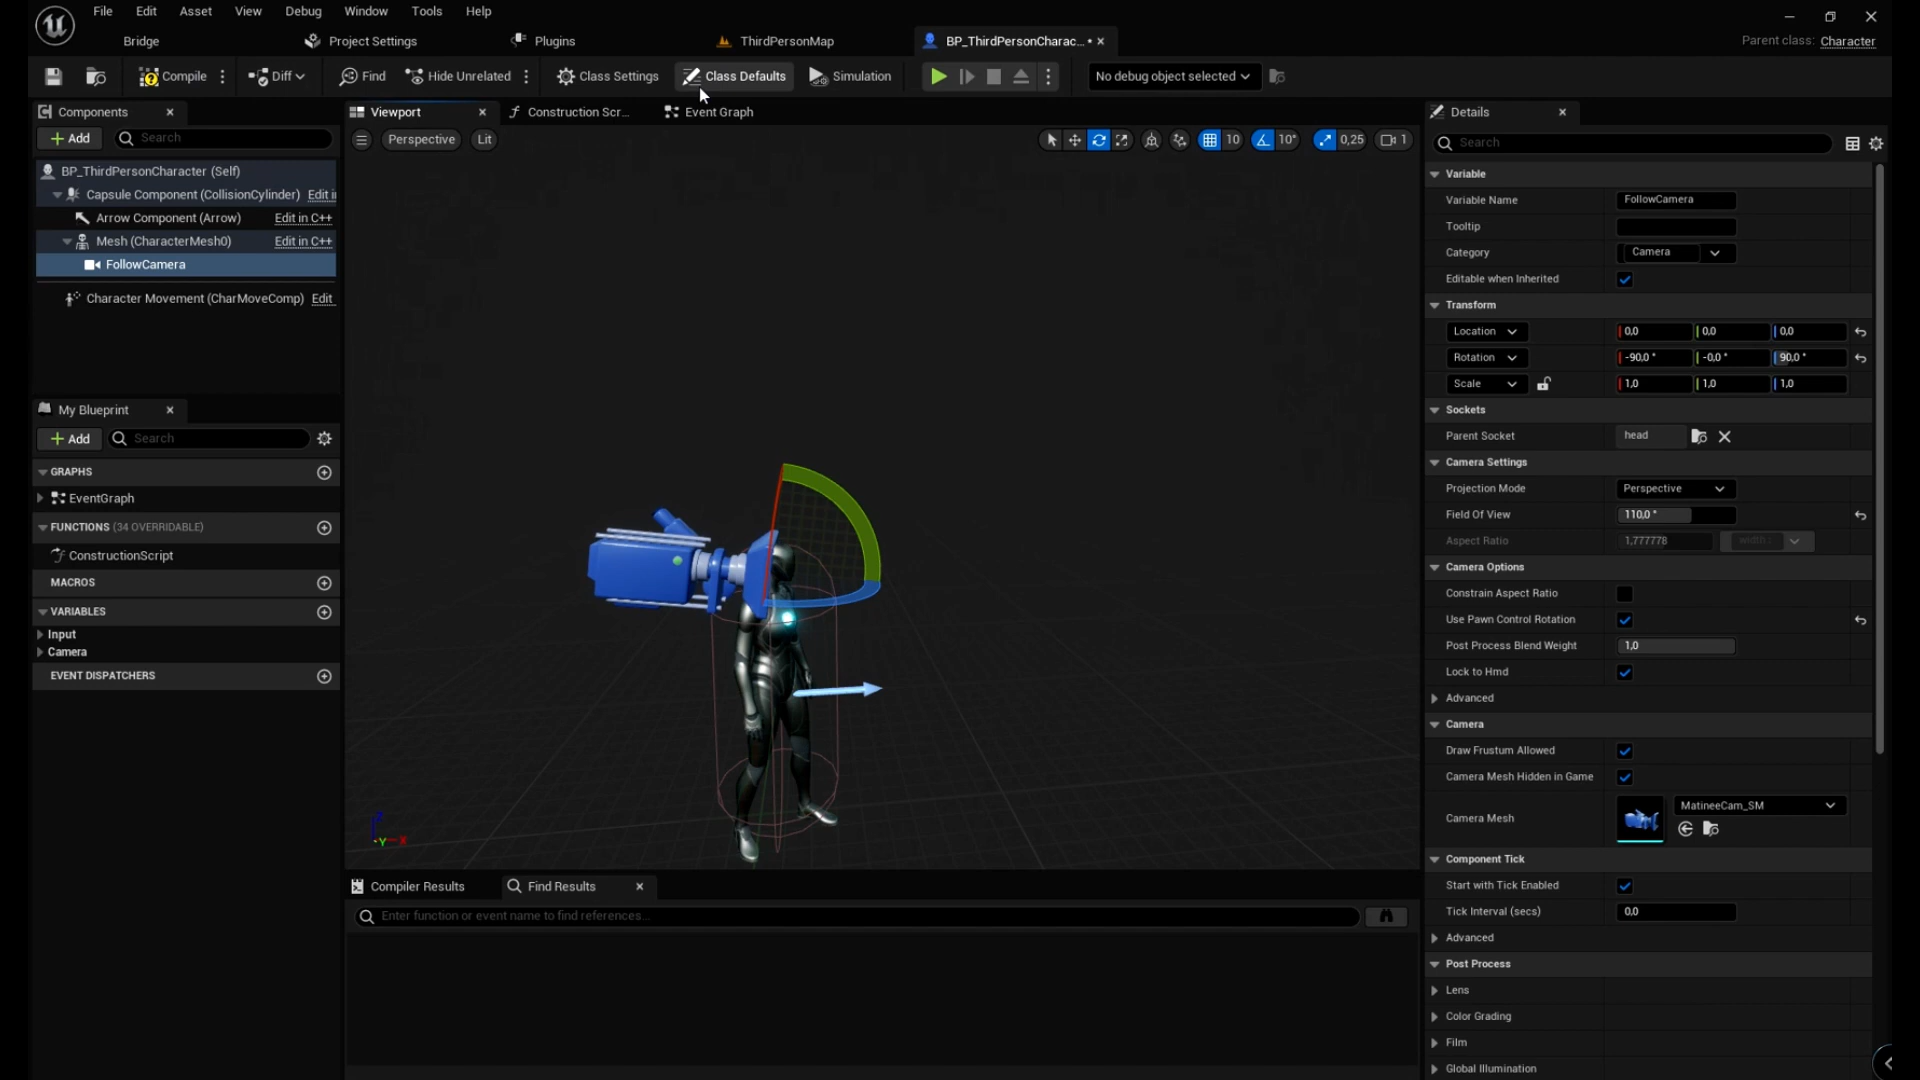 File Edit Asset View Debug Window Tools Help
Bridge Project Settings Plugins ThirdPersonMap BP_ThirdPersonCharac... • ×
Parent class: Character
Compile Diff Find Hide Unrelated Class Settings Class Defaults Simulation No debug object selected
Components
Add Search
BP_ThirdPersonCharacter (Self)
Capsule Component (CollisionCylinder) Edit i
Arrow Component (Arrow) Edit in C++
Mesh (CharacterMesh0) Edit in C++
FollowCamera
Character Movement (CharMoveComp) Edit
My Blueprint
Add Search
GRAPHS
EventGraph
FUNCTIONS (34 OVERRIDABLE)
ConstructionScript
MACROS
VARIABLES
Input
Camera
EVENT DISPATCHERS
Viewport Construction Scr... Event Graph
Perspective Lit 10 10° 0,25 1
Z
Y X
Compiler Results Find Results
Enter function or event name to find references...
Details
Search
Variable
Variable Name FollowCamera
Tooltip
Category Camera
Editable when Inherited
Transform
Location 0,0 0,0 0,0
Rotation -90,0 ° -0,0 ° 90,0 °
Scale 1,0 1,0 1,0
Sockets
Parent Socket head
Camera Settings
Projection Mode Perspective
Field Of View 110,0 °
Aspect Ratio 1,777778 width :
Camera Options
Constrain Aspect Ratio
Use Pawn Control Rotation
Post Process Blend Weight 1,0
Lock to Hmd
Advanced
Camera
Draw Frustum Allowed
Camera Mesh Hidden in Game
Camera Mesh MatineeCam_SM
Component Tick
Start with Tick Enabled
Tick Interval (secs) 0,0
Advanced
Post Process
Lens
Color Grading
Film
Global Illumination